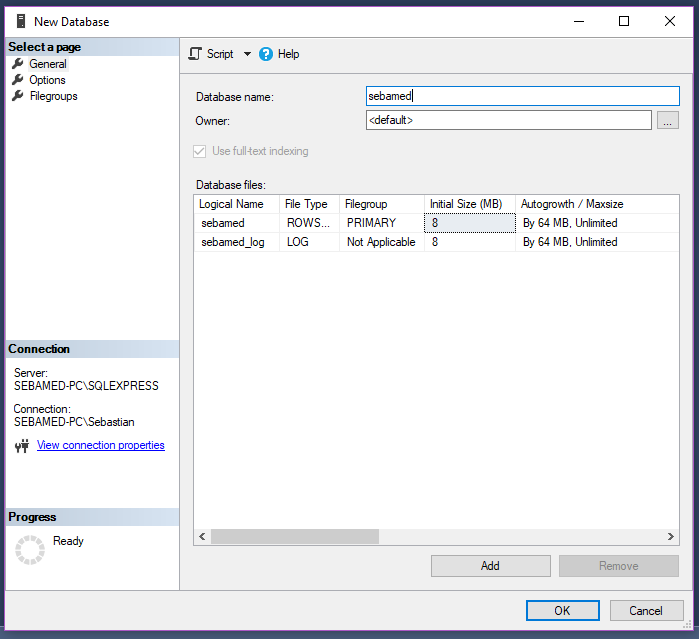 New Database
Select a page
General
Options
Filegroups
Script
Help
Database name: sebamed
Owner: <default> ...
Use full-text indexing
Database files:
Logical Name File Type Filegroup Initial Size (MB) Autogrowth / Maxsize
sebamed ROWS... PRIMARY 8 By 64 MB, Unlimited
sebamed_log LOG Not Applicable 8 By 64 MB, Unlimited
Connection
Server:
SEBAMED-PC\SQLEXPRESS
Connection:
SEBAMED-PC\Sebastian
View connection properties
Progress
Ready
Add Remove
OK Cancel